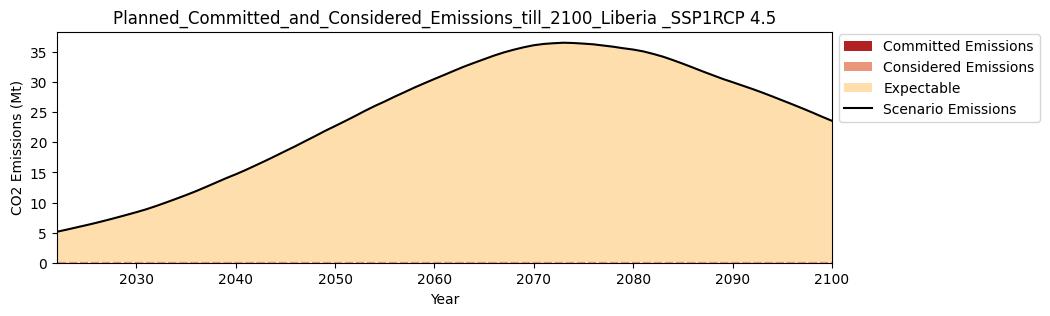 Planned_Committed_and_Considered_Emissions_till_2100_Liberia _SSP1RCP 4.5
Committed Emissions
Considered Emissions
Expectable
Scenario Emissions
CO2 Emissions (Mt)
35
30
25
20
15
10
5
0
2030 2040 2050 2060 2070 2080 2090 2100
Year